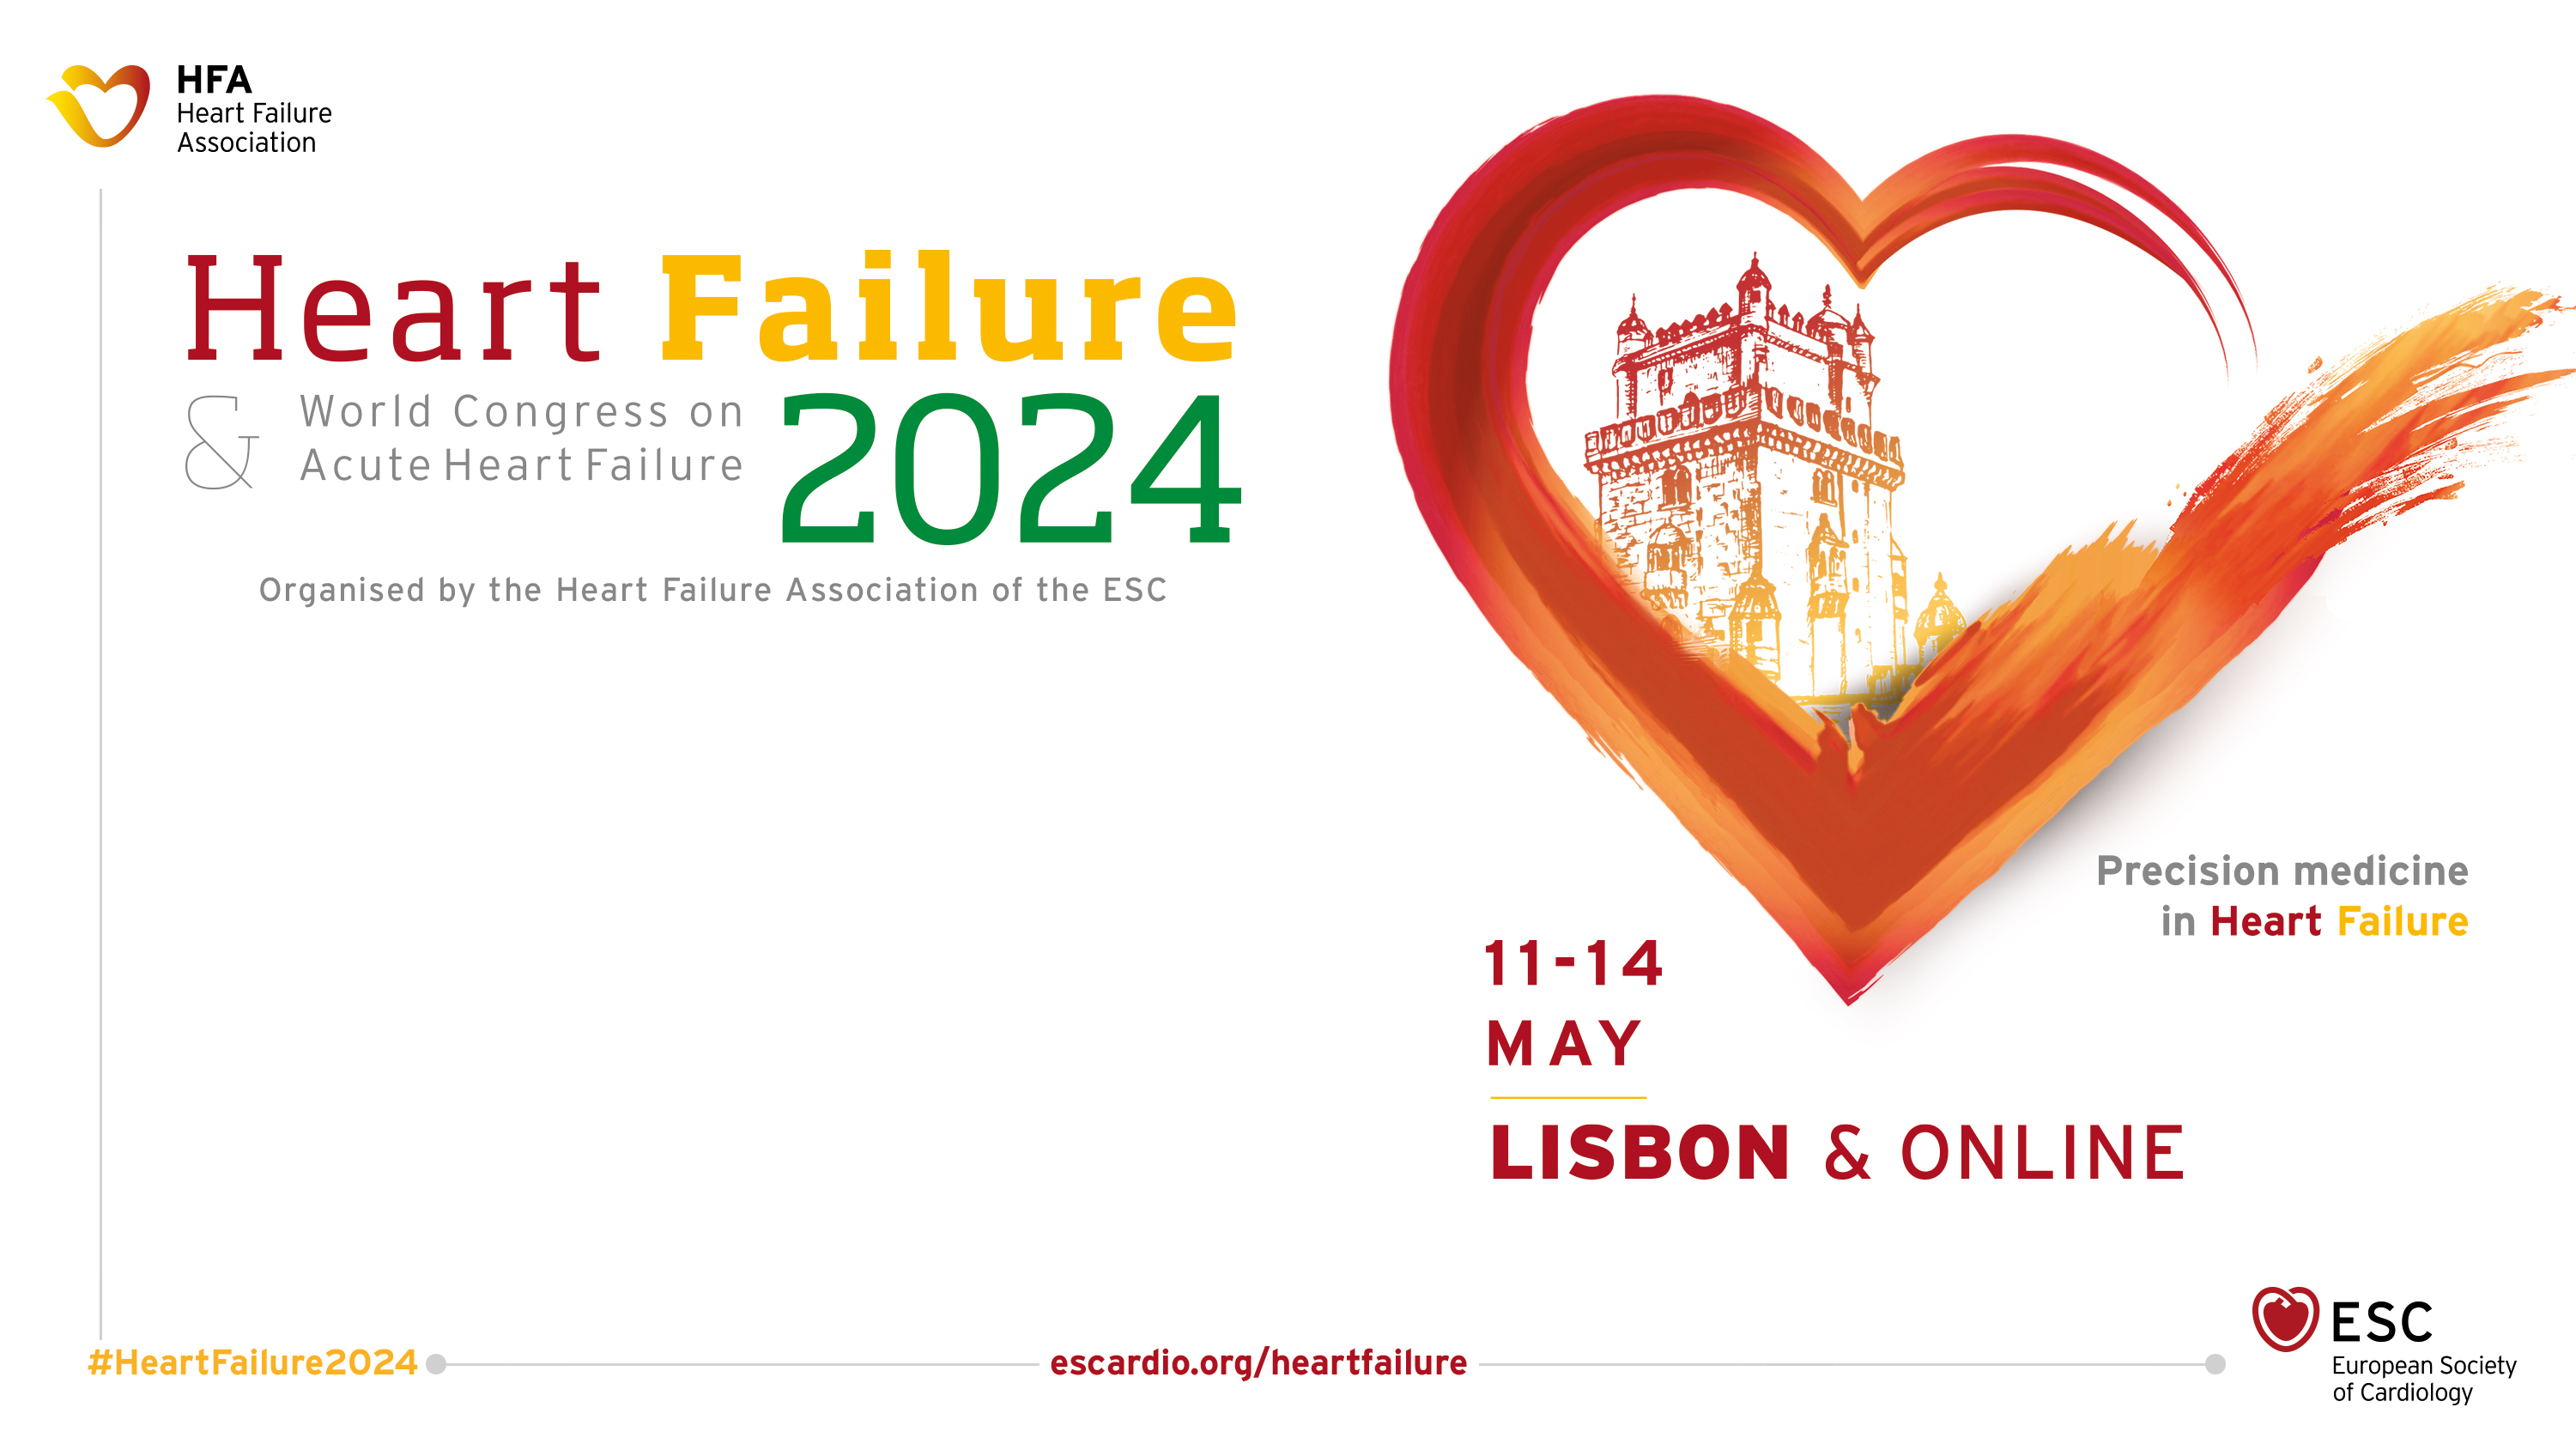 HFA
Heart Failure
Association
Heart Failure
& World Congress on
Acute Heart Failure
2024
Organised by the Heart Failure Association of the ESC
Precision medicine
in Heart Failure
11-14
MAY
LISBON & ONLINE
#HeartFailure2024
escardio.org/heartfailure
ESC
European Society
of Cardiology